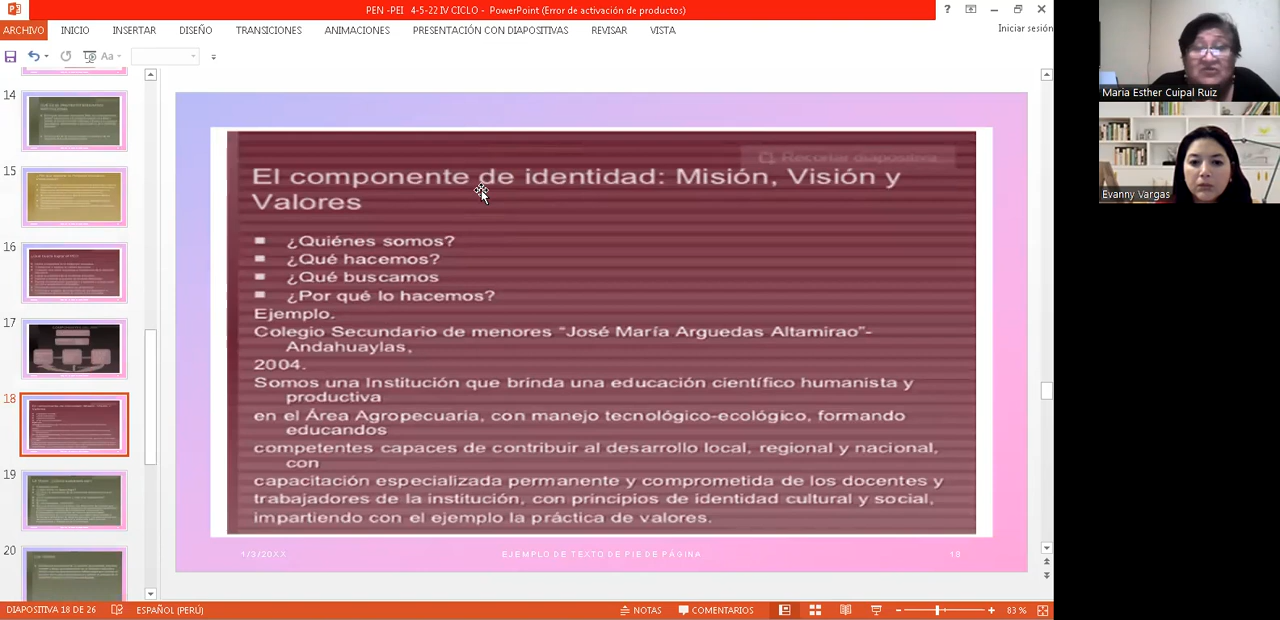 PEN -PEI 4-5-22 IV CICLO - PowerPoint (Error de activación de productos)
ARCHIVO INICIO INSERTAR DISEÑO TRANSICIONES ANIMACIONES PRESENTACIÓN CON DIAPOSITIVAS REVISAR VISTA Iniciar sesión
Aa
14
15
16
17
18
19
20
Recortar diapositiva
El componente de identidad: Misión, Visión y
Valores
¿Quiénes somos?
¿Qué hacemos?
¿Qué buscamos
¿Por qué lo hacemos?
Ejemplo.
Colegio Secundario de menores “José María Arguedas Altamirao”-
Andahuaylas,
2004.
Somos una Institución que brinda una educación científico humanista y
productiva
en el Área Agropecuaria, con manejo tecnológico-eológico, formando
educandos
competentes capaces de contribuir al desarrollo local, regional y nacional,
con
capacitación especializada permanente y comprometida de los docentes y
trabajadores de la institución, con principios de identidad cultural y social,
impartiendo con el ejemplo la práctica de valores.
1/3/20XX EJEMPLO DE TEXTO DE PIE DE PÁGINA 18
DIAPOSITIVA 18 DE 26 ESPAÑOL (PERÚ) NOTAS COMENTARIOS 83 %
Maria Esther Cuipal Ruiz
Evanny Vargas